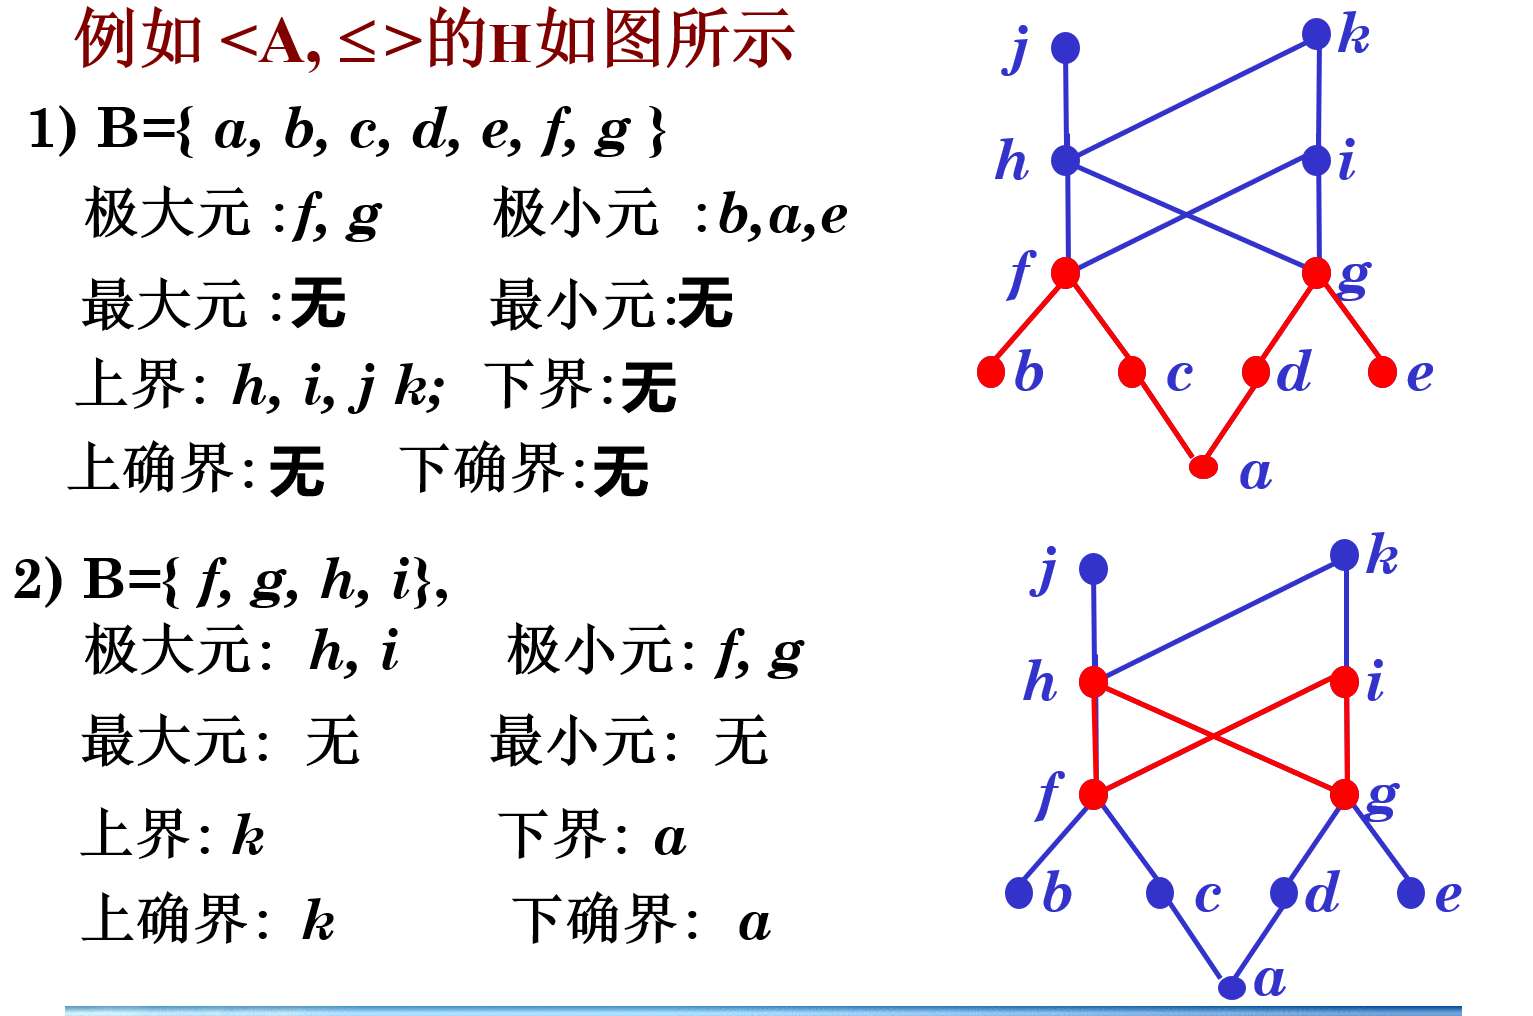 例如 <A, ≤>的H如图所示
1) B={ a, b, c, d, e, f, g }
极大元 :f, g 极小元 :b,a,e
最大元 :无 最小元:无
上界: h, i, j k; 下界:无
上确界:无 下确界:无
j k
h i
f g
b c d e
a
2) B={ f, g, h, i},
极大元: h, i 极小元: f, g
最大元: 无 最小元: 无
上界: k 下界: a
上确界: k 下确界: a
j k
h i
f g
b c d e
a